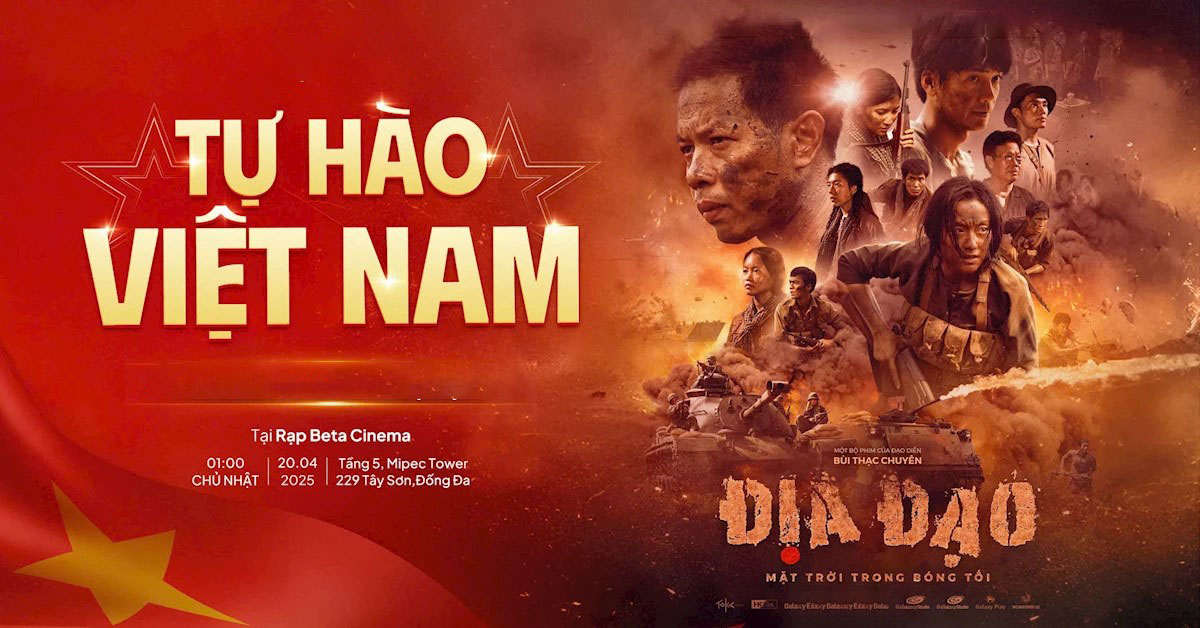 TỰ HÀO
VIỆT NAM
Tại Rạp Beta Cinema
01:00
CHỦ NHẬT
20.04
2025
Tầng 5, Mipec Tower
229 Tây Sơn,Đống Đa
MỘT BỘ PHIM CỦA ĐẠO DIỄN
BÙI THẠC CHUYÊN
ĐỊA ĐẠO
MẶT TRỜI TRONG BÓNG TỐI
Galaxy Play